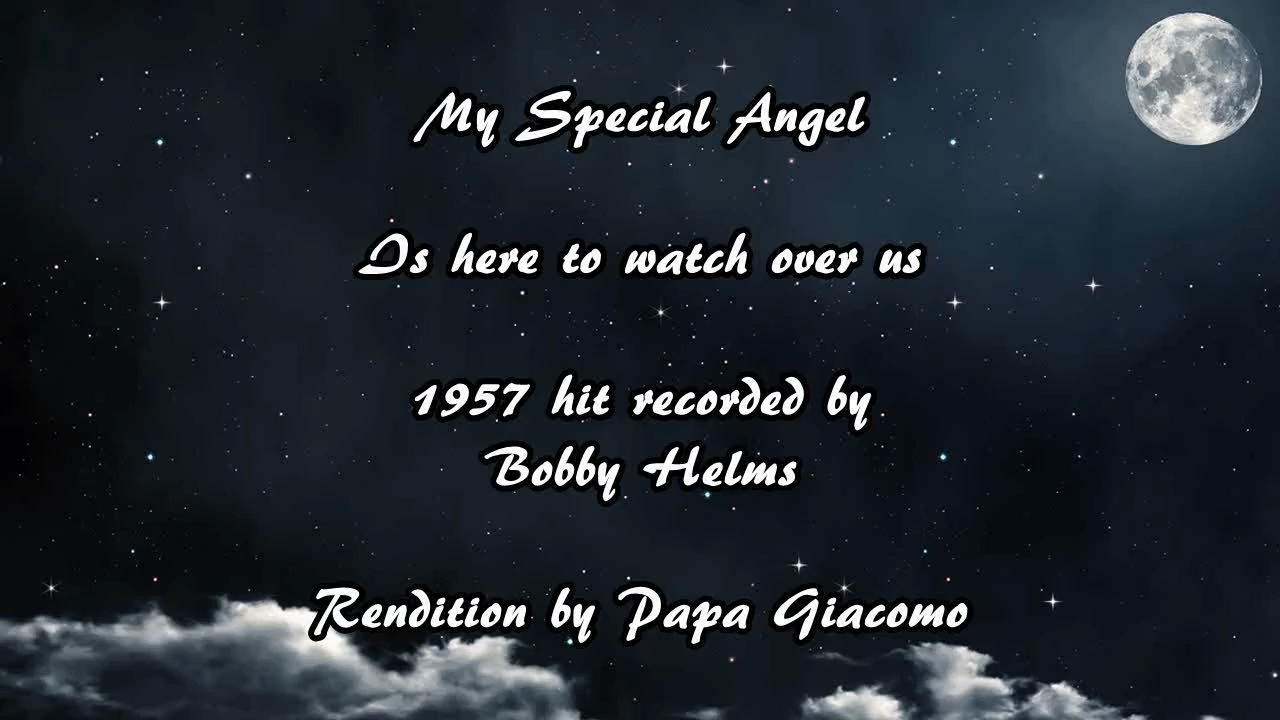 My Special Angel
Is here to watch over us
1957 hit recorded by
Bobby Helms
Rendition by Papa Giacomo